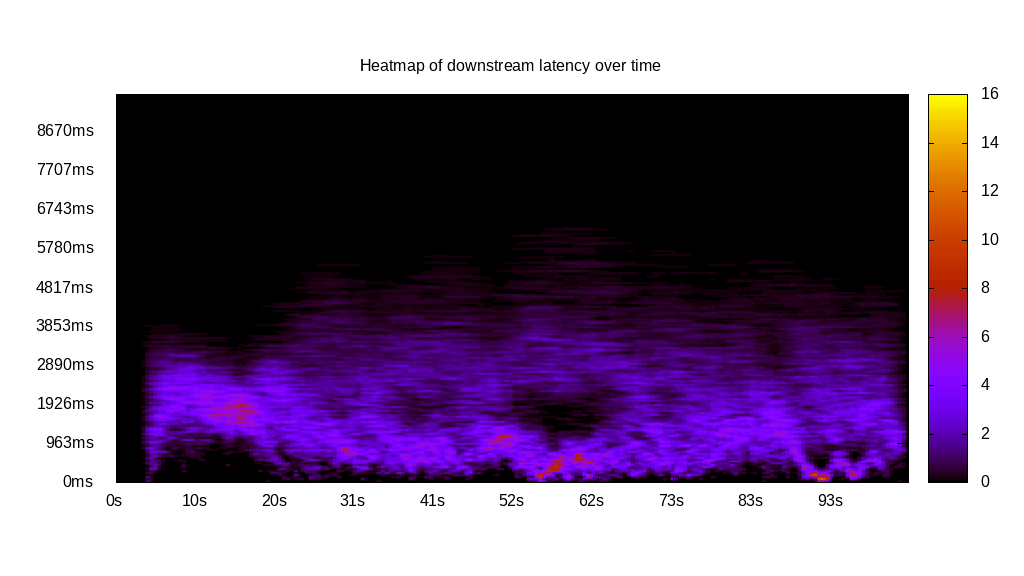 Heatmap of downstream latency over time
8670ms
7707ms
6743ms
5780ms
4817ms
3853ms
2890ms
1926ms
963ms
0ms
0s 10s 20s 31s 41s 52s 62s 73s 83s 93s
16
14
12
10
8
6
4
2
0